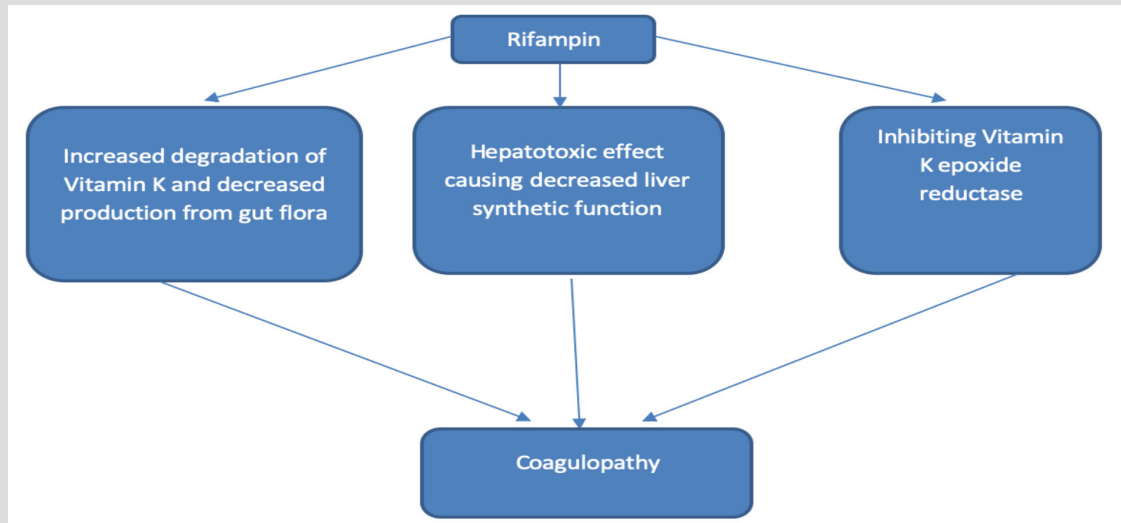 Rifampin
Increased degradation of
Vitamin K and decreased
production from gut flora
Hepatotoxic effect
causing decreased liver
synthetic function
Inhibiting Vitamin
K epoxide
reductase
Coagulopathy